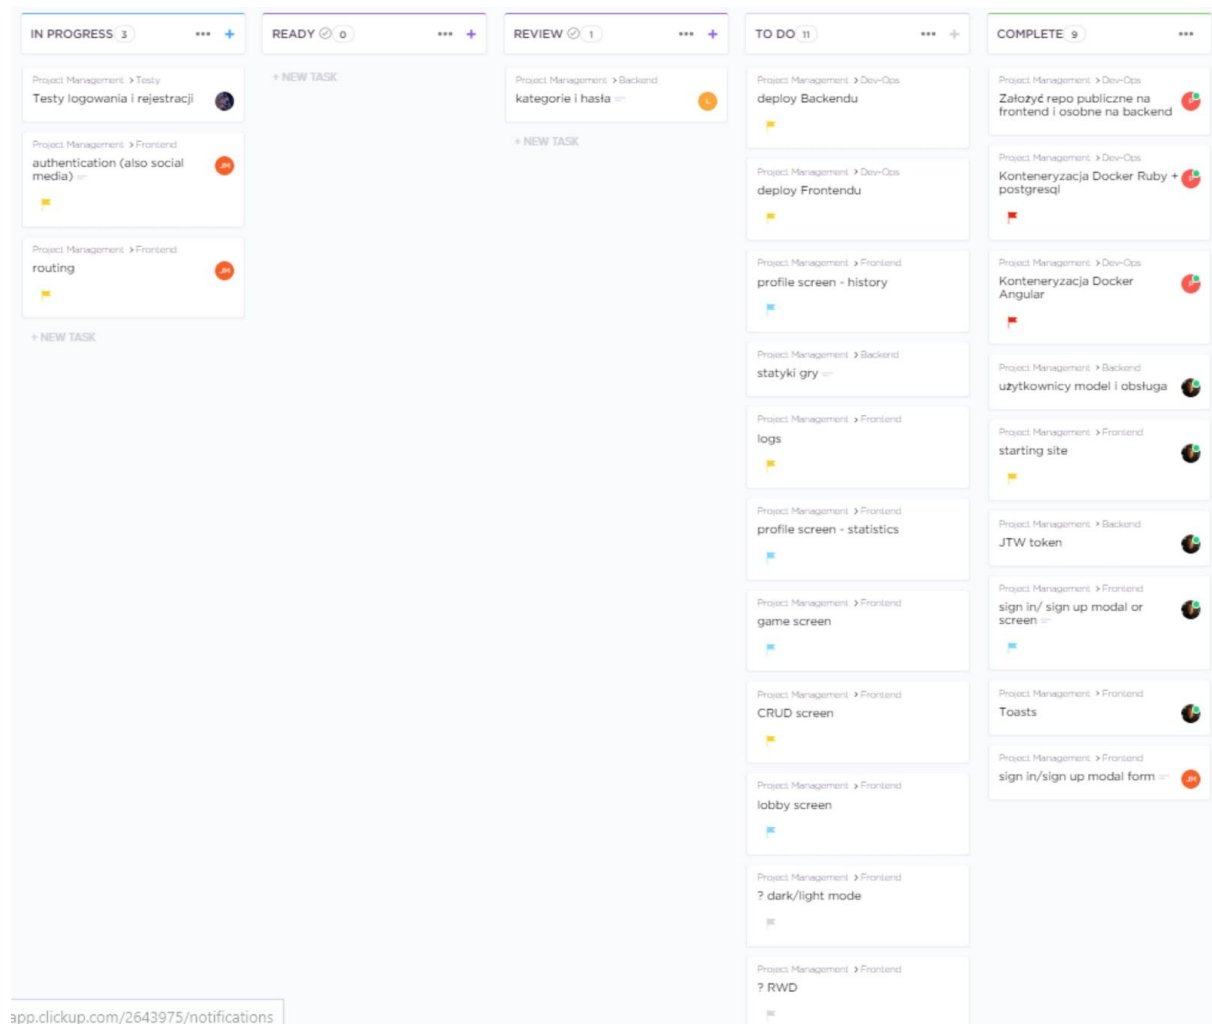 IN PROGRESS 3
Project Management > Testy
Testy logowania i rejestracji
Project Management > Frontend
authentication (also social
media)
JM
Project Management > Frontend
routing
JM
+ NEW TASK
READY 0
+ NEW TASK
REVIEW 1
Project Management > Backend
kategorie i hasła
L
+ NEW TASK
TO DO 11
Project Management > Dev-Ops
deploy Backendu
Project Management > Dev-Ops
deploy Frontendu
Project Management > Frontend
profile screen - history
Project Management > Backend
statyki gry
Project Management > Frontend
logs
Project Management > Frontend
profile screen - statistics
Project Management > Frontend
game screen
Project Management > Frontend
CRUD screen
Project Management > Frontend
lobby screen
Project Management > Frontend
? dark/light mode
Project Management > Frontend
? RWD
COMPLETE 9
Project Management > Dev-Ops
Założyć repo publiczne na
frontend i osobne na backend
Project Management > Dev-Ops
Konteneryzacja Docker Ruby +
postgresql
Project Management > Dev-Ops
Konteneryzacja Docker
Angular
Project Management > Backend
użytkownicy model i obsługa
Project Management > Frontend
starting site
Project Management > Backend
JTW token
Project Management > Frontend
sign in/ sign up modal or
screen
Project Management > Frontend
Toasts
Project Management > Frontend
sign in/sign up modal form
JM
app.clickup.com/2643975/notifications